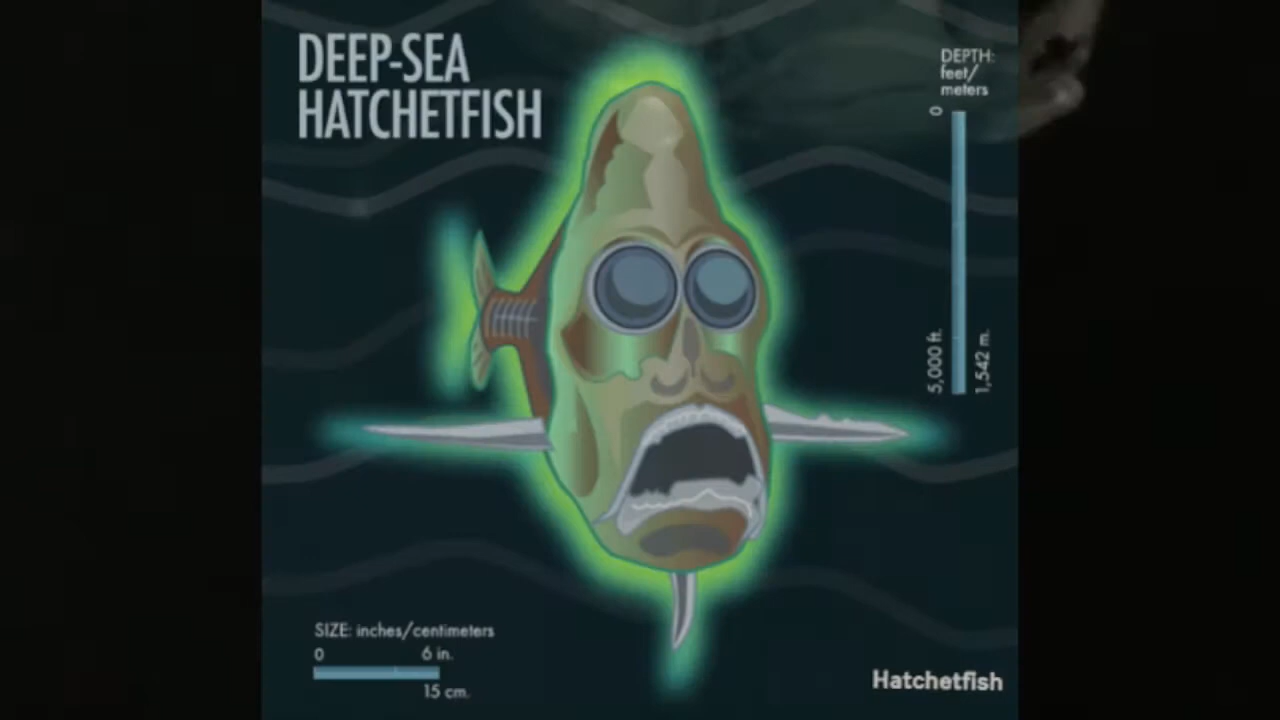 DEEP-SEA
HATCHETFISH
DEPTH:
feet/
meters
0
5,000 ft.
1,542 m.
SIZE: inches/centimeters
0 6 in.
15 cm.
Hatchetfish